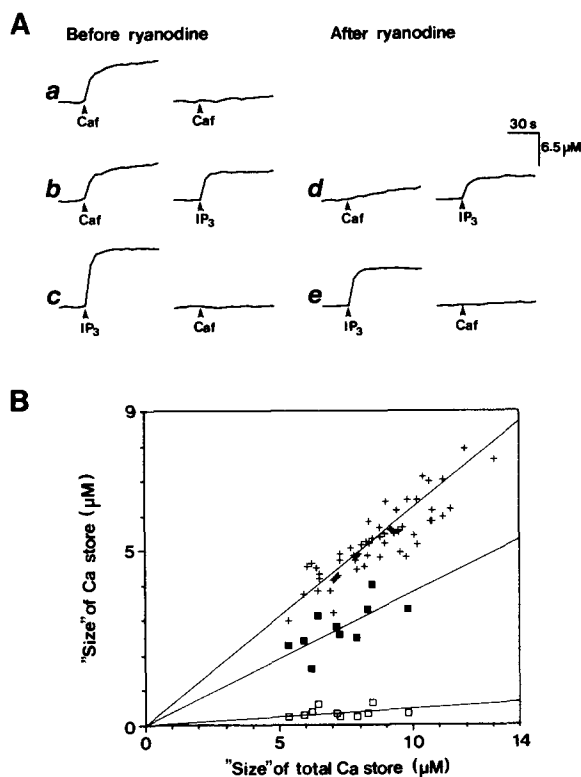 A
Before ryanodine
After ryanodine
a
Caf
Caf
30 s
6.5 μM
b
Caf
IP3
d
Caf
IP3
c
IP3
Caf
e
IP3
Caf
B
9
5
0
"Size" of Ca store (μM)
0
5
10
14
"Size" of total Ca store (μM)